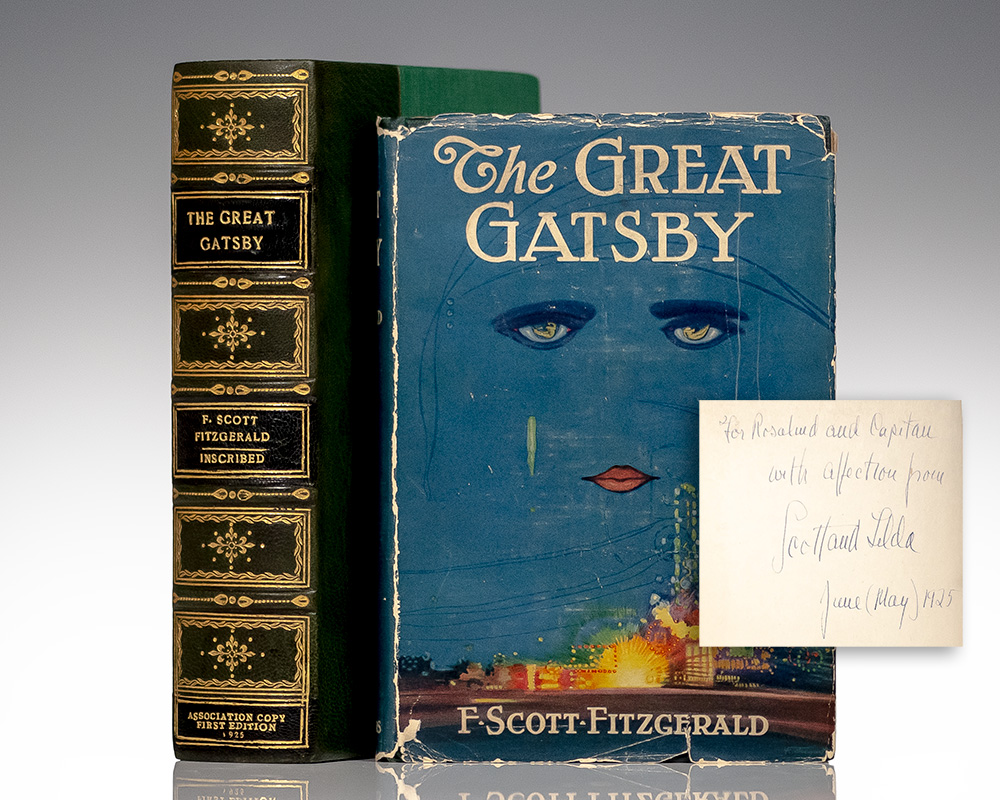 THE GREAT
GATSBY
F. SCOTT
FITZGERALD
INSCRIBED
ASSOCIATION COPY
FIRST EDITION
1925
The GREAT
GATSBY
F·SCOTT·FITZGERALD
"For Rosalind and Capitan
with affection from
Scott and Zelda
June (May) 1925